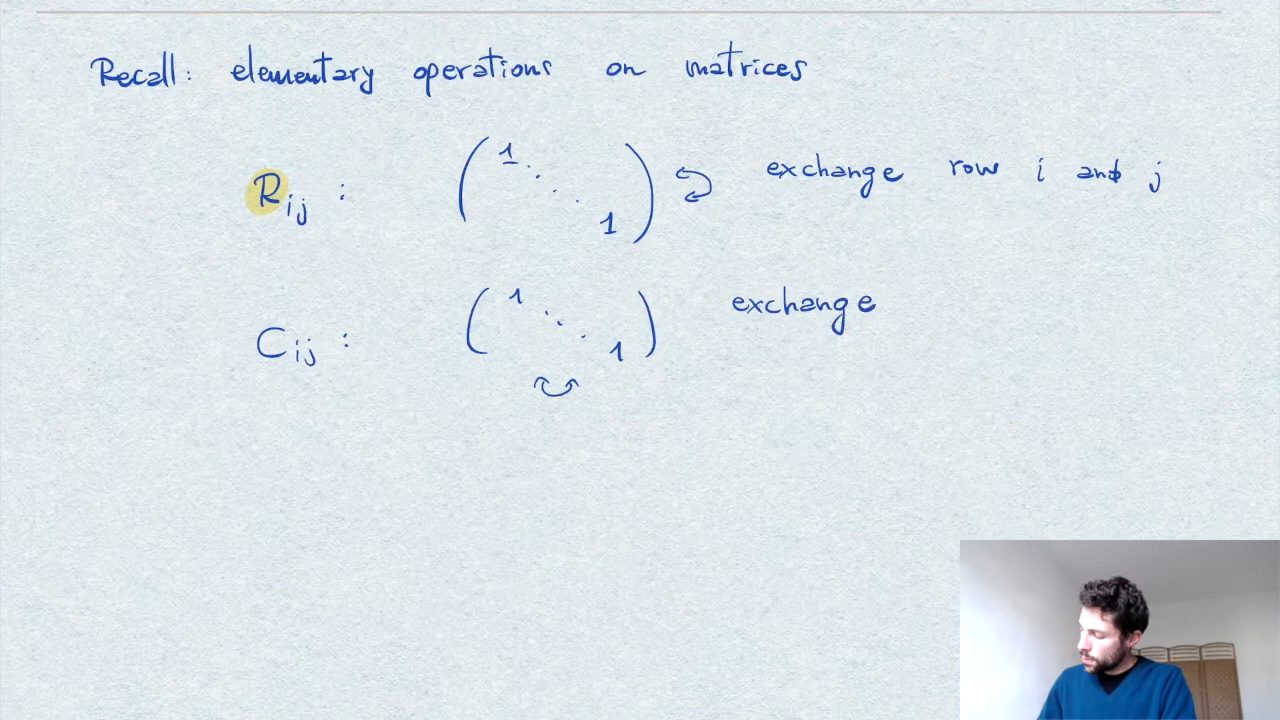 Recall: elementary operations on matrices
R_ij : ( 1 ⋱ 1 ) exchange row i and j
C_ij : ( 1 ⋱ 1 ) exchange